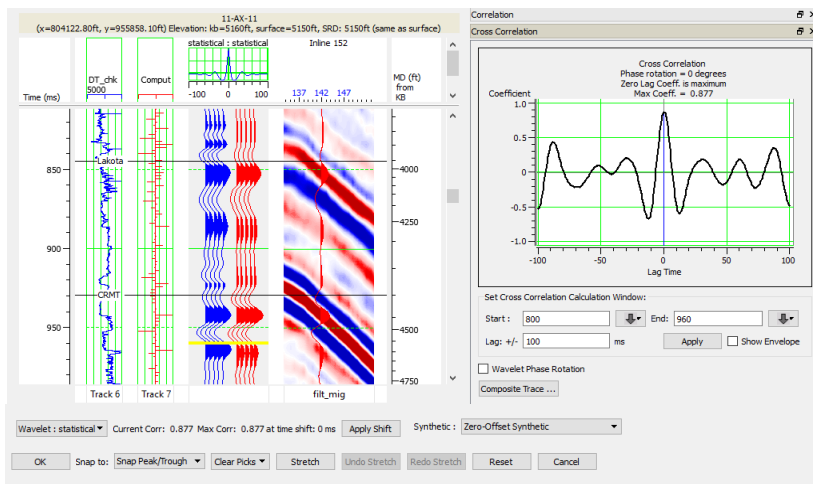 11-AX-11
(x=804122.80ft, y=955858.10ft) Elevation: kb=5160ft, surface=5150ft, SRD: 5150ft (same as surface)
statistical : statistical
Inline 152
DT_chk
5000
Comput
-100 0 100
137 142 147
Time (ms)
MD (ft)
from
KB
Lakota
850
900
CRMT
950
4000
4250
4500
4750
Track 6
Track 7
filt_mig
Correlation
Cross Correlation
Cross Correlation
Phase rotation = 0 degrees
Zero Lag Coeff. is maximum
Max Coeff. = 0.877
Coefficient
1.0
0.5
0.0
-0.5
-1.0
-100 -50 0 50 100
Lag Time
Set Cross Correlation Calculation Window:
Start : 800 End: 960
Lag: +/- 100 ms Apply Show Envelope
Wavelet Phase Rotation
Composite Trace ...
Wavelet : statistical Current Corr: 0.877 Max Corr: 0.877 at time shift: 0 ms Apply Shift Synthetic : Zero-Offset Synthetic
OK Snap to: Snap Peak/Trough Clear Picks Stretch Undo Stretch Redo Stretch Reset Cancel